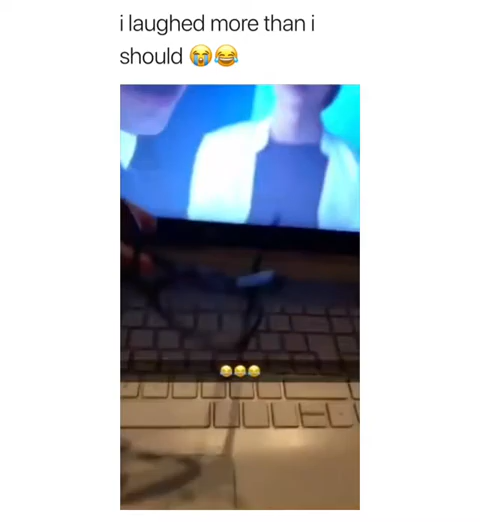 i laughed more than i
should 😭😂
😂😂😂